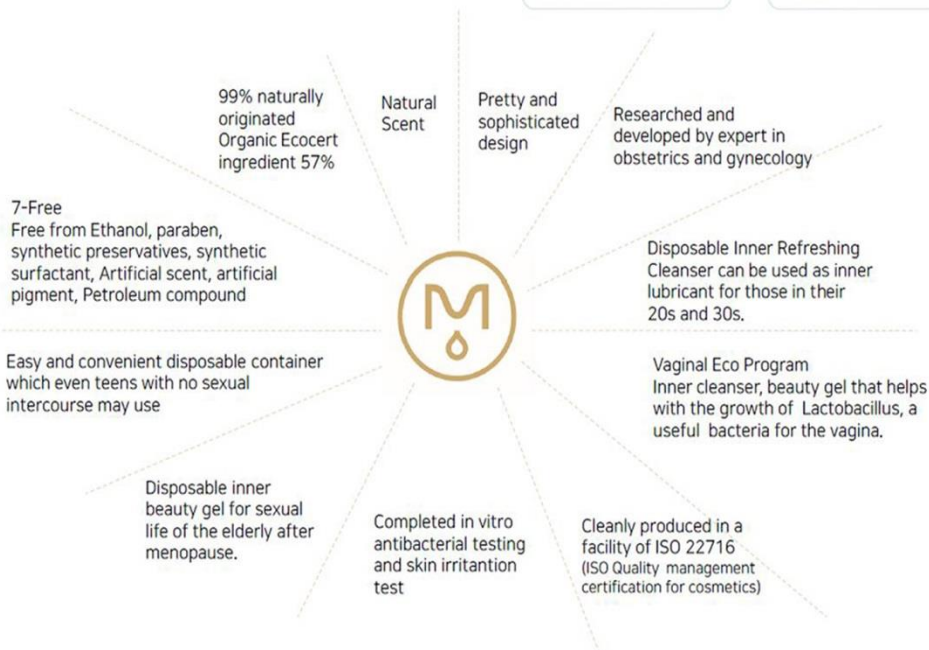 99% naturally
originated
Organic Ecocert
ingredient 57%
Natural
Scent
Pretty and
sophisticated
design
Researched and
developed by expert in
obstetrics and gynecology
7-Free
Free from Ethanol, paraben,
synthetic preservatives, synthetic
surfactant, Artificial scent, artificial
pigment, Petroleum compound
Disposable Inner Refreshing
Cleanser can be used as inner
lubricant for those in their
20s and 30s.
M
Easy and convenient disposable container
which even teens with no sexual
intercourse may use
Vaginal Eco Program
Inner cleanser, beauty gel that helps
with the growth of Lactobacillus, a
useful bacteria for the vagina.
Disposable inner
beauty gel for sexual
life of the elderly after
menopause.
Completed in vitro
antibacterial testing
and skin irritantion
test
Cleanly produced in a
facility of ISO 22716
(ISO Quality management
certification for cosmetics)